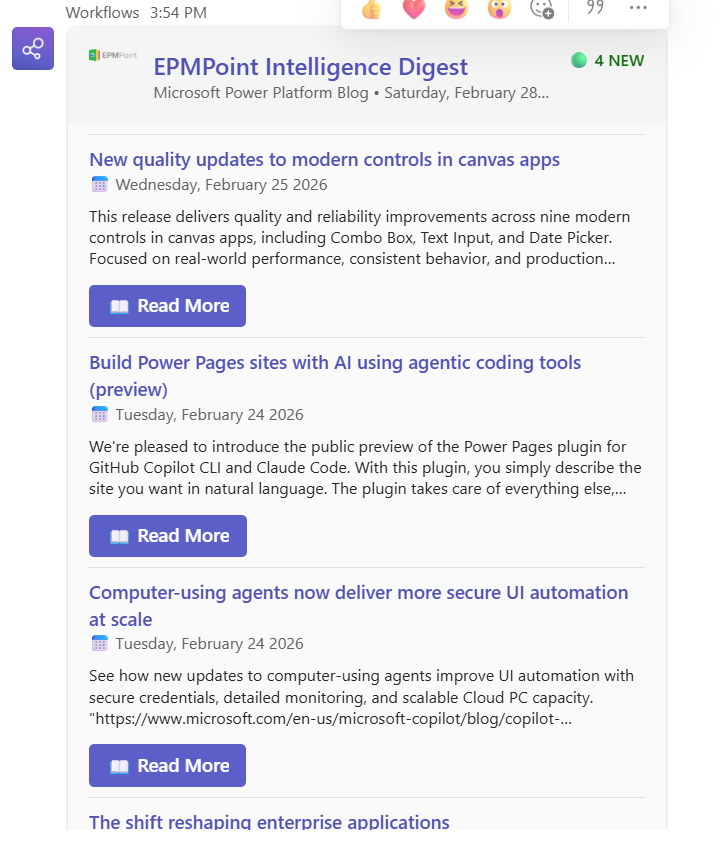 Workflows 3:54 PM
EPMPoint
EPMPoint Intelligence Digest
4 NEW
Microsoft Power Platform Blog • Saturday, February 28...
New quality updates to modern controls in canvas apps
Wednesday, February 25 2026
This release delivers quality and reliability improvements across nine modern
controls in canvas apps, including Combo Box, Text Input, and Date Picker.
Focused on real-world performance, consistent behavior, and production...
Read More
Build Power Pages sites with AI using agentic coding tools
(preview)
Tuesday, February 24 2026
We're pleased to introduce the public preview of the Power Pages plugin for
GitHub Copilot CLI and Claude Code. With this plugin, you simply describe the
site you want in natural language. The plugin takes care of everything else,...
Read More
Computer-using agents now deliver more secure UI automation
at scale
Tuesday, February 24 2026
See how new updates to computer-using agents improve UI automation with
secure credentials, detailed monitoring, and scalable Cloud PC capacity.
"https://www.microsoft.com/en-us/microsoft-copilot/blog/copilot-...
Read More
The shift reshaping enterprise applications